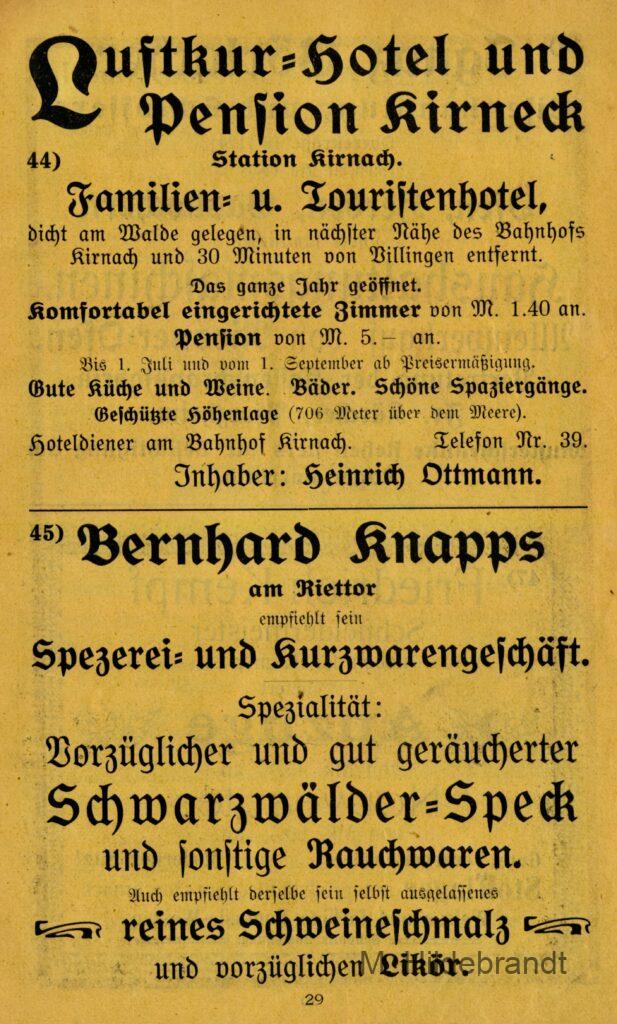 Luftkur-Hotel und
Pension Kirneck
44) Station Kirnach.
Familien- u. Touristenhotel,
dicht am Walde gelegen, in nächster Nähe des Bahnhofs
Kirnach und 30 Minuten von Villingen entfernt.
Das ganze Jahr geöffnet.
Komfortabel eingerichtete Zimmer von M. 1.40 an.
Pension von M. 5.– an.
Bis 1. Juli und vom 1. September ab Preisermäßigung.
Gute Küche und Weine. Bäder. Schöne Spaziergänge.
Geschützte Höhenlage (706 Meter über dem Meere).
Hoteldiener am Bahnhof Kirnach. Telefon Nr. 39.
Inhaber: Heinrich Ottmann.
45) Bernhard Knapps
am Riettor
empfiehlt sein
Spezerei- und Kurzwarengeschäft.
Spezialität:
Vorzüglicher und gut geräucherter
Schwarzwälder-Speck
und sonstige Rauchwaren.
Auch empfiehlt derselbe sein selbst ausgelassenes
reines Schweineschmalz
und vorzüglichen Likör.
M. Hildebrandt
29